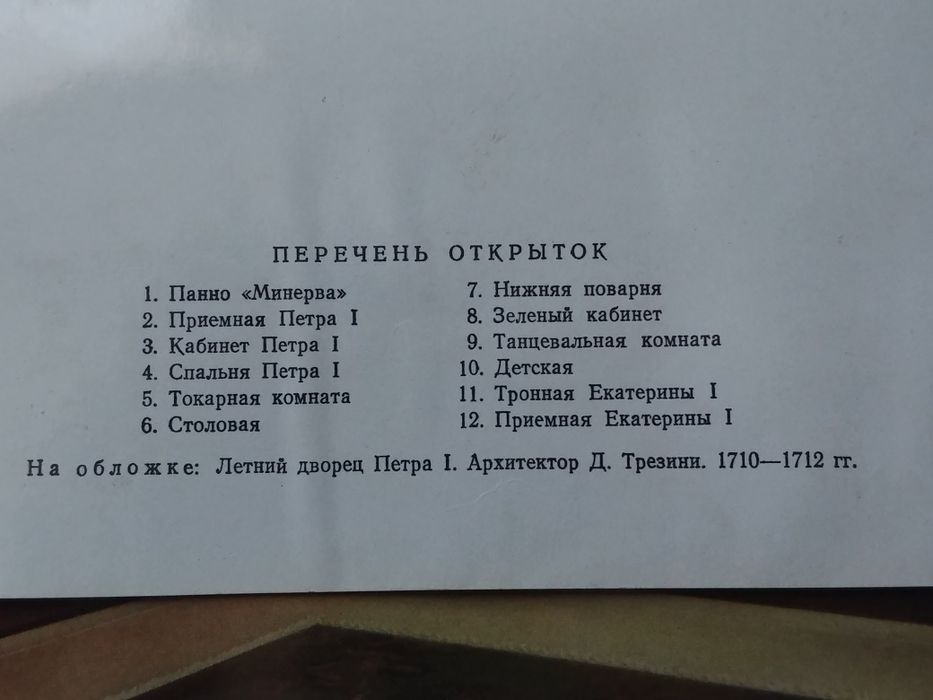 ПЕРЕЧЕНЬ ОТКРЫТОК
1. Панно «Минерва»
2. Приемная Петра I
3. Кабинет Петра I
4. Спальня Петра I
5. Токарная комната
6. Столовая
7. Нижняя поварня
8. Зеленый кабинет
9. Танцевальная комната
10. Детская
11. Тронная Екатерины I
12. Приемная Екатерины I
На обложке: Летний дворец Петра I. Архитектор Д. Трезини. 1710—1712 гг.